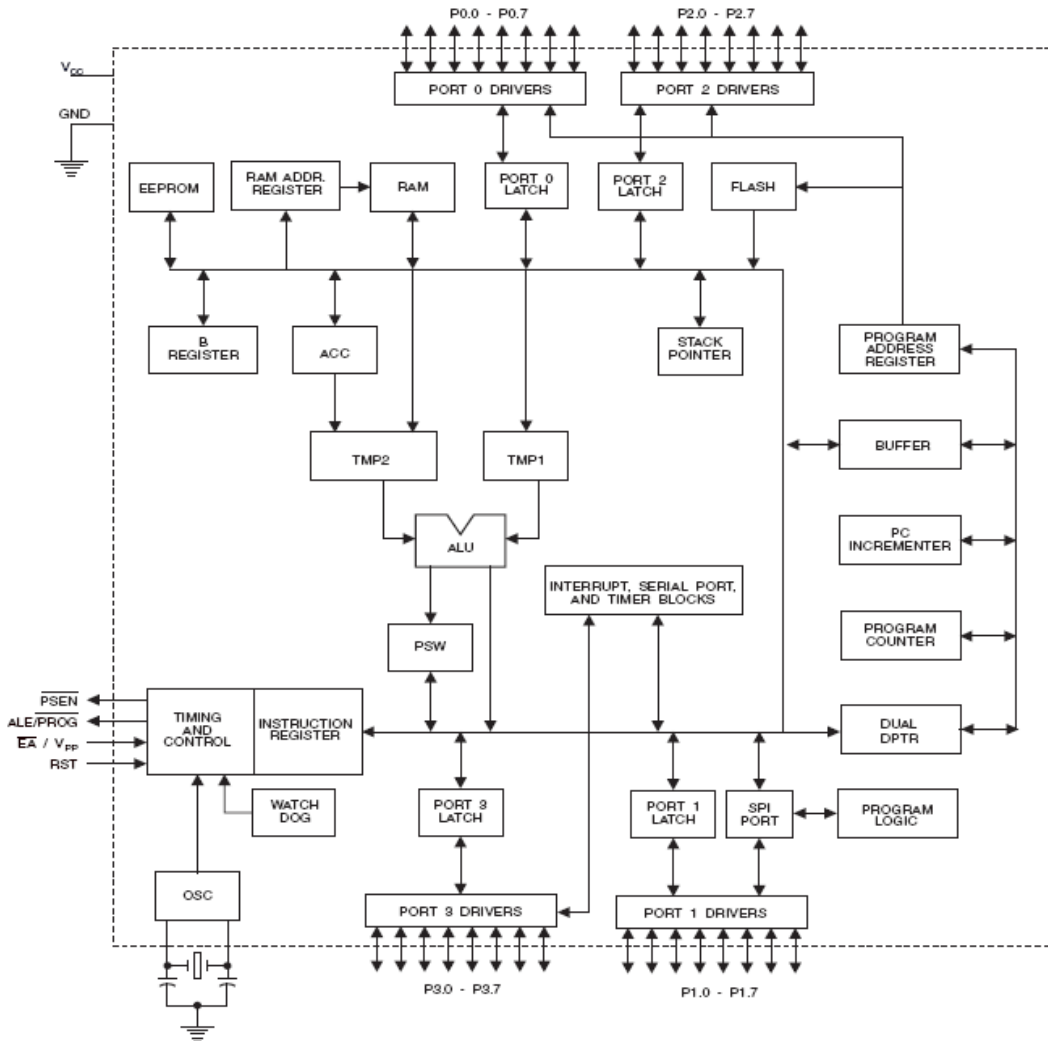 P0.0 - P0.7
P2.0 - P2.7
VCC
PORT 0 DRIVERS
PORT 2 DRIVERS
GND
EEPROM
RAM ADDR.
REGISTER
RAM
PORT 0
LATCH
PORT 2
LATCH
FLASH
B
REGISTER
ACC
STACK
POINTER
PROGRAM
ADDRESS
REGISTER
TMP2
TMP1
BUFFER
ALU
PC
INCREMENTER
INTERRUPT, SERIAL PORT,
AND TIMER BLOCKS
PSW
PROGRAM
COUNTER
PSEN
ALE/PROG
EA / VPP
RST
TIMING
AND
CONTROL
INSTRUCTION
REGISTER
DUAL
DPTR
WATCH
DOG
PORT 3
LATCH
PORT 1
LATCH
SPI
PORT
PROGRAM
LOGIC
OSC
PORT 3 DRIVERS
PORT 1 DRIVERS
P3.0 - P3.7
P1.0 - P1.7